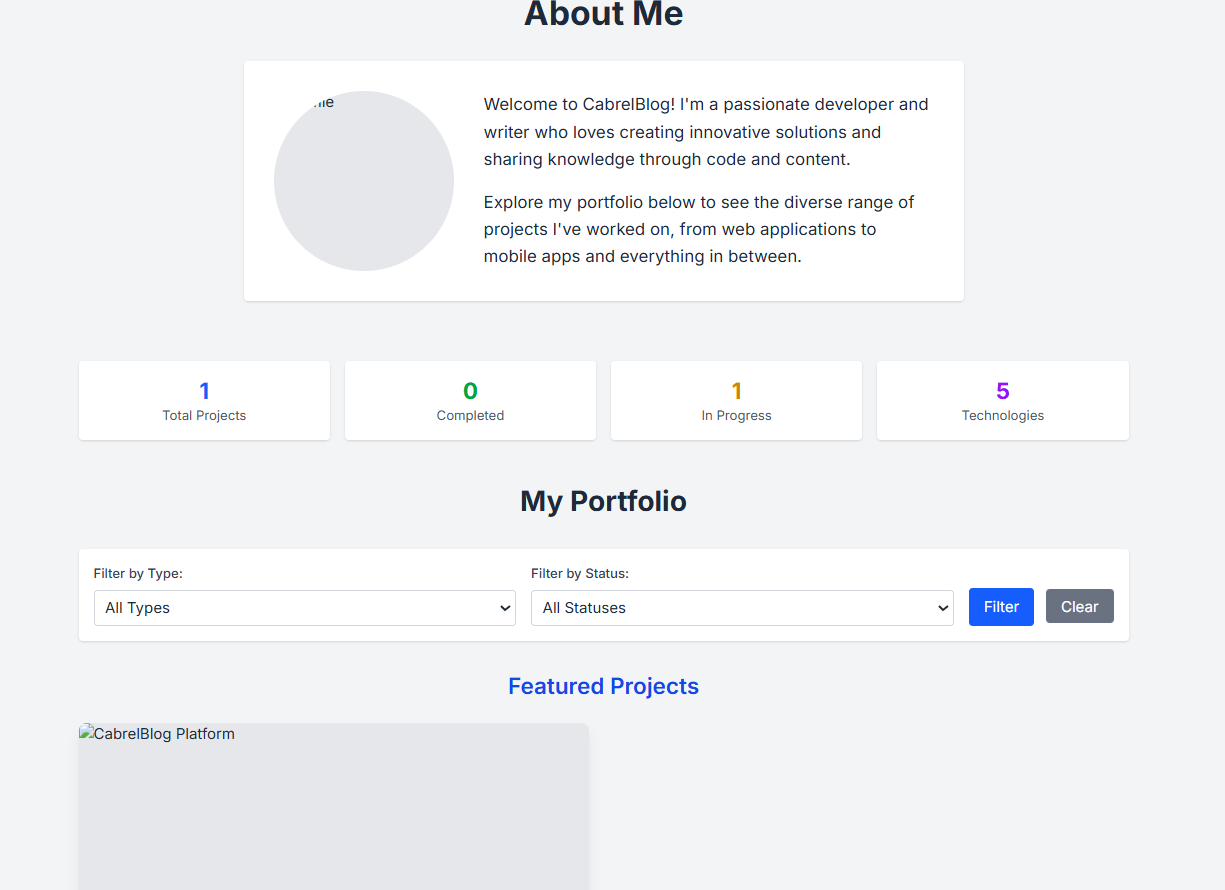 About Me
Welcome to CabrelBlog! I'm a passionate developer and
writer who loves creating innovative solutions and
sharing knowledge through code and content.
Explore my portfolio below to see the diverse range of
projects I've worked on, from web applications to
mobile apps and everything in between.
1
Total Projects
0
Completed
1
In Progress
5
Technologies
My Portfolio
Filter by Type:
All Types
Filter by Status:
All Statuses
Filter
Clear
Featured Projects
CabrelBlog Platform